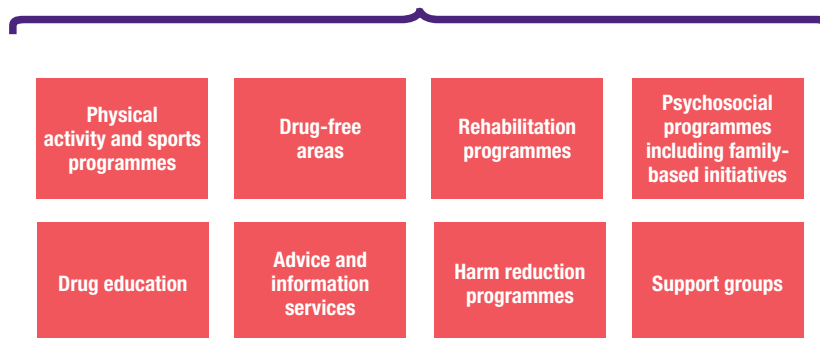 Physical
activity and sports
programmes
Drug-free
areas
Rehabilitation
programmes
Psychosocial
programmes
including family-
based initiatives
Drug education
Advice and
information
services
Harm reduction
programmes
Support groups